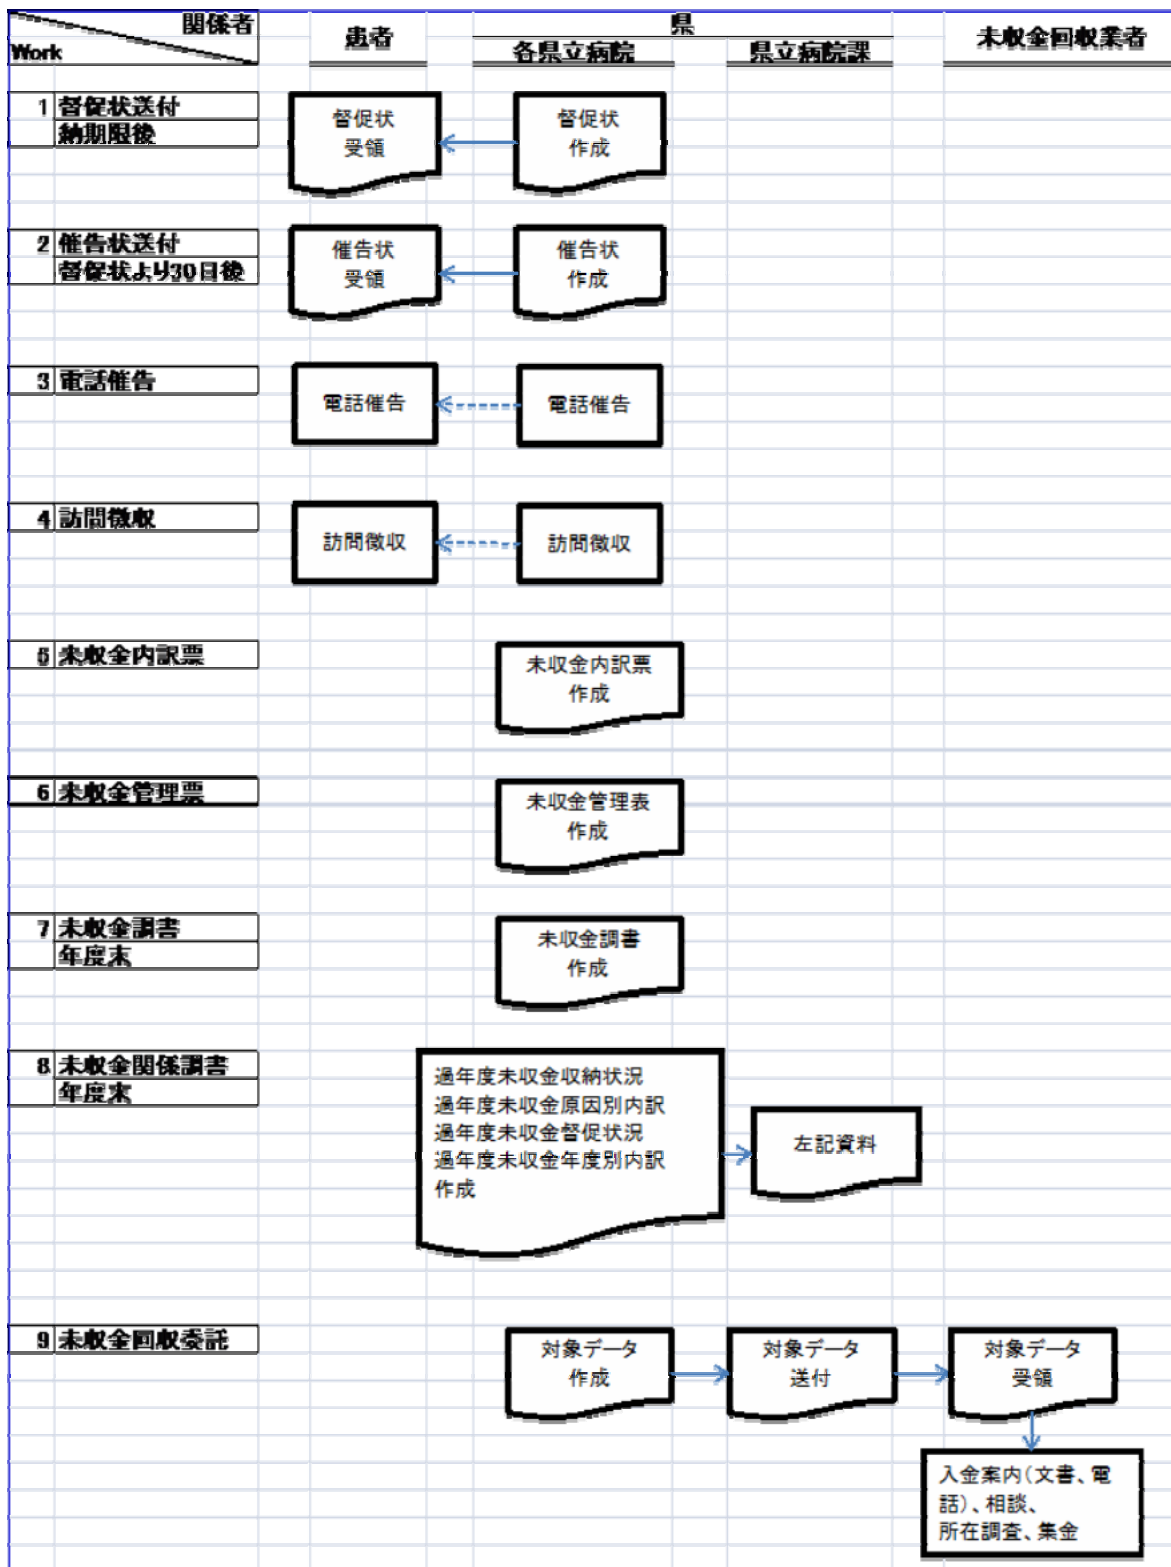 関係者
Work
患者
県
各県立病院
県立病院課
未収金回収業者
1 督促状送付
納期限後
督促状
受領
督促状
作成
2 催告状送付
督促状より30日後
催告状
受領
催告状
作成
3 電話催告
電話催告
電話催告
4 訪問徴収
訪問徴収
訪問徴収
5 未収金内訳票
未収金内訳票
作成
6 未収金管理票
未収金管理表
作成
7 未収金調書
年度末
未収金調書
作成
8 未収金関係調書
年度末
過年度未収金収納状況
過年度未収金原因別内訳
過年度未収金督促状況
過年度未収金年度別内訳
作成
左記資料
9 未収金回収委託
対象データ
作成
対象データ
送付
対象データ
受領
入金案内(文書、電
話)、相談、
所在調査、集金